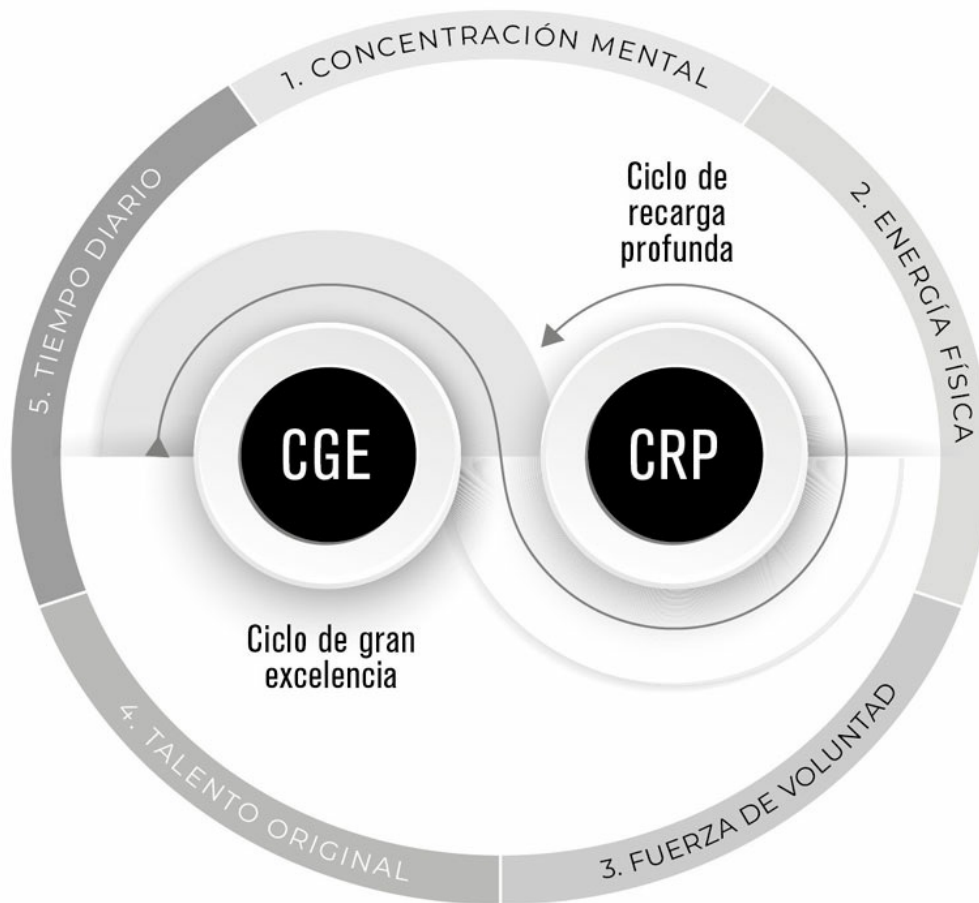 1. CONCENTRACIÓN MENTAL
2. ENERGÍA FÍSICA
3. FUERZA DE VOLUNTAD
4. TALENTO ORIGINAL
5. TIEMPO DIARIO
Ciclo de
recarga
profunda
CGE
CRP
Ciclo de gran
excelencia